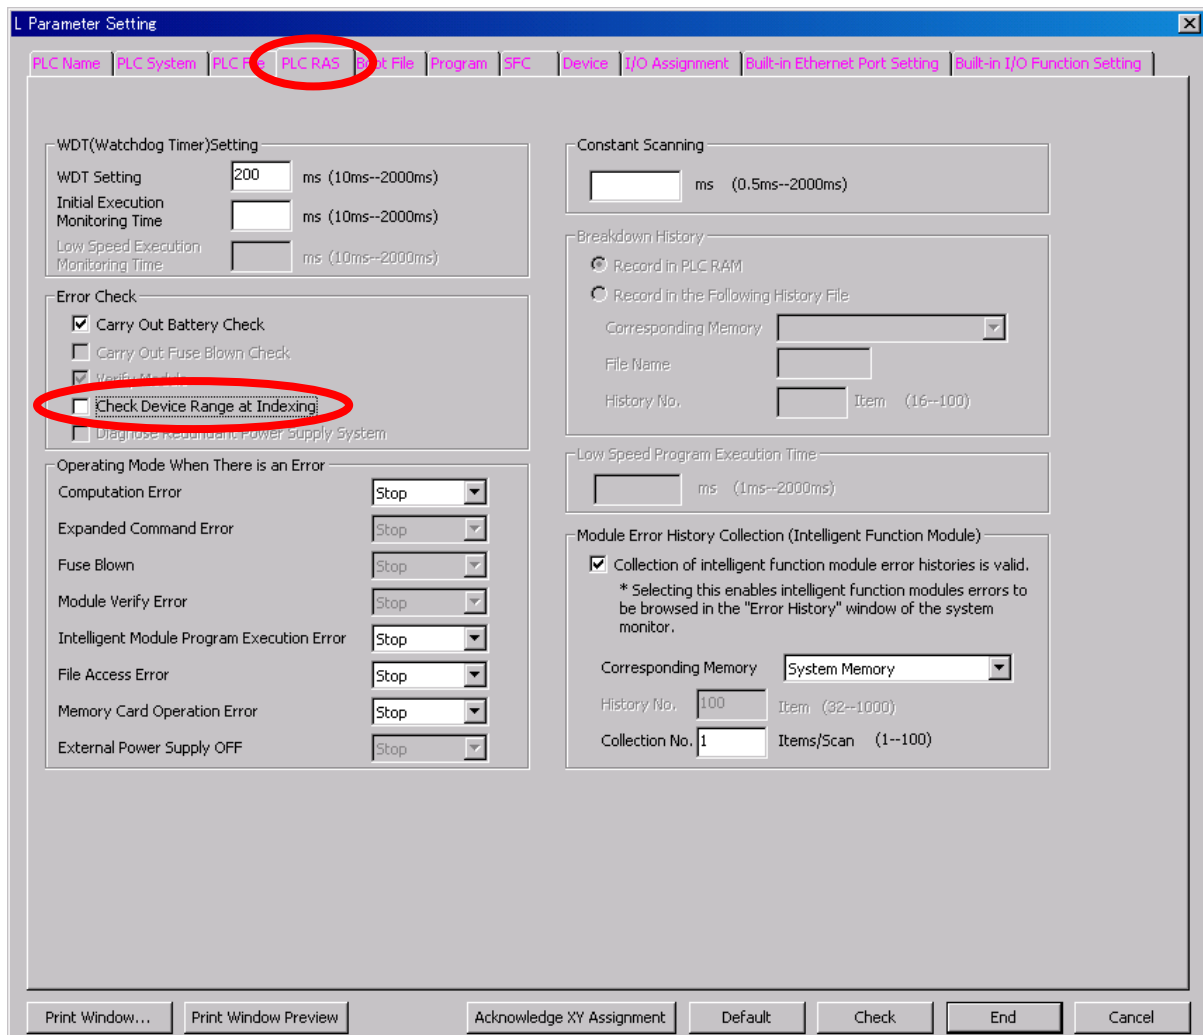 L Parameter Setting
PLC Name PLC System PLC File PLC RAS Boot File Program SFC Device I/O Assignment Built-in Ethernet Port Setting Built-in I/O Function Setting
WDT(Watchdog Timer)Setting
WDT Setting 200 ms (10ms--2000ms)
Initial Execution
Monitoring Time ms (10ms--2000ms)
Low Speed Execution
Monitoring Time ms (10ms--2000ms)
Error Check
Carry Out Battery Check
Carry Out Fuse Blown Check
Verify Module
Check Device Range at Indexing
Diagnose Redundant Power Supply System
Operating Mode When There is an Error
Computation Error Stop
Expanded Command Error Stop
Fuse Blown Stop
Module Verify Error Stop
Intelligent Module Program Execution Error Stop
File Access Error Stop
Memory Card Operation Error Stop
External Power Supply OFF Stop
Constant Scanning
ms (0.5ms--2000ms)
Breakdown History
Record in PLC RAM
Record in the Following History File
Corresponding Memory
File Name
History No. Item (16--100)
Low Speed Program Execution Time
ms (1ms--2000ms)
Module Error History Collection (Intelligent Function Module)
Collection of intelligent function module error histories is valid.
* Selecting this enables intelligent function modules errors to
be browsed in the "Error History" window of the system
monitor.
Corresponding Memory System Memory
History No. 100 Item (32--1000)
Collection No. 1 Items/Scan (1--100)
Print Window... Print Window Preview Acknowledge XY Assignment Default Check End Cancel